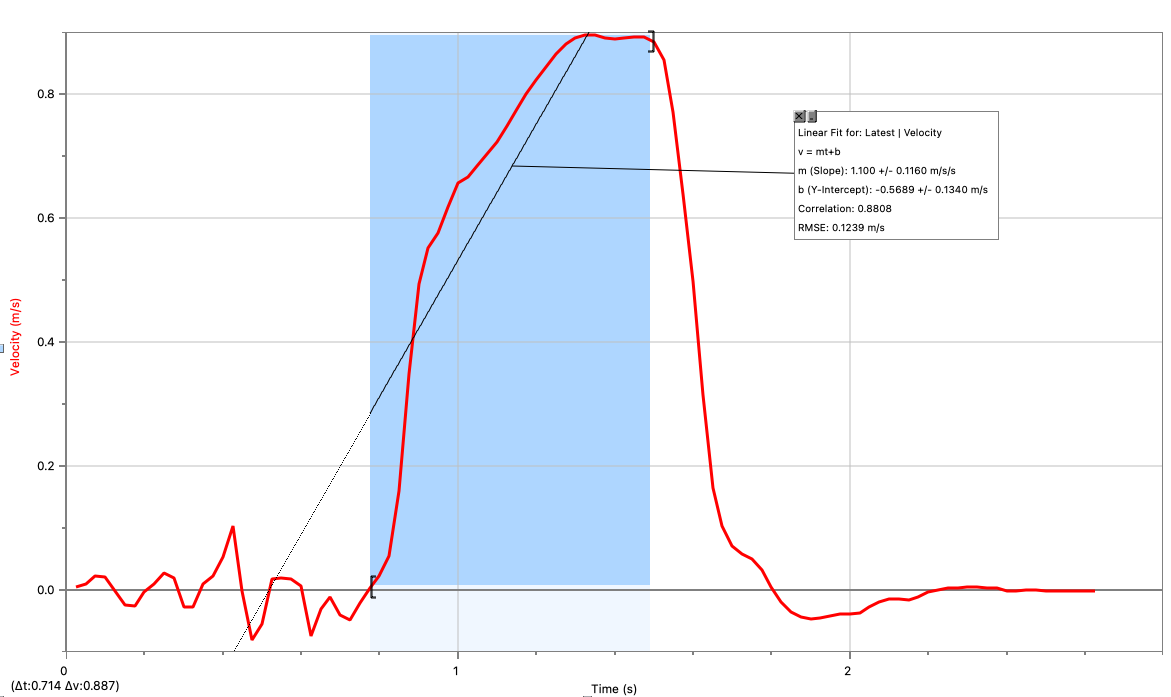 0.8
0.6
0.4
0.2
0.0
Velocity (m/s)
Linear Fit for: Latest | Velocity
v = mt+b
m (Slope): 1.100 +/- 0.1160 m/s/s
b (Y-Intercept): -0.5689 +/- 0.1340 m/s
Correlation: 0.8808
RMSE: 0.1239 m/s
0 1 2
(Δt:0.714 Δv:0.887)
Time (s)